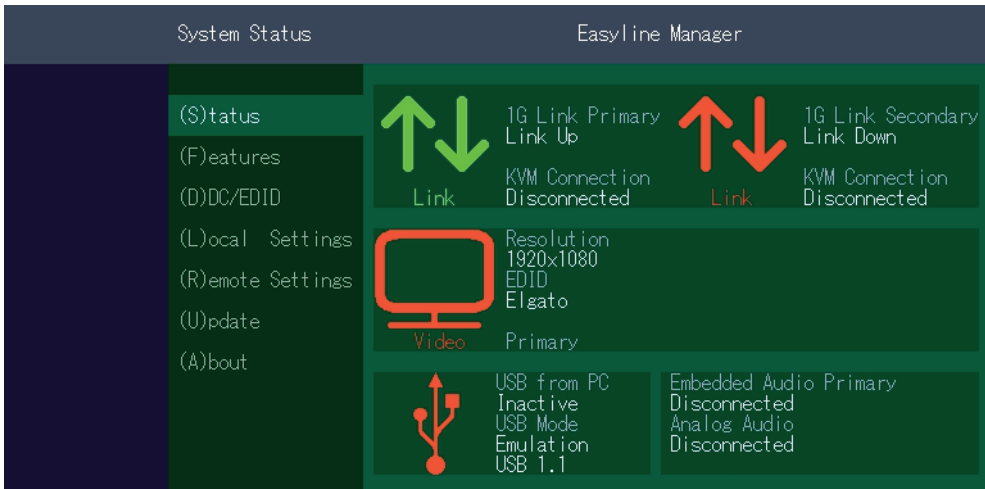 System Status
Easyline Manager
(S)tatus
(F)eatures
(D)DC/EDID
(L)ocal Settings
(R)emote Settings
(U)pdate
(A)bout
Link
1G Link Primary
Link Up
KVM Connection
Disconnected
Link
1G Link Secondary
Link Down
KVM Connection
Disconnected
Video
Resolution
1920x1080
EDID
Elgato
Primary
USB from PC
Inactive
USB Mode
Emulation
USB 1.1
Embedded Audio Primary
Disconnected
Analog Audio
Disconnected